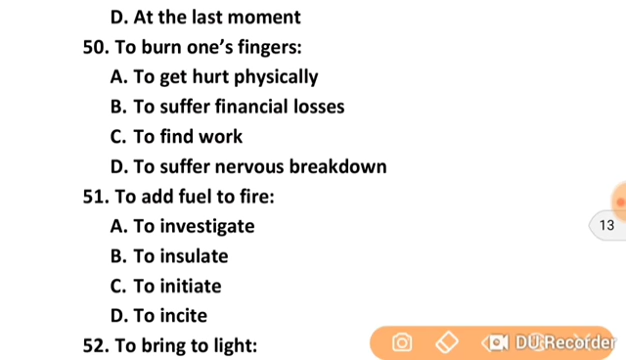 D. At the last moment
50. To burn one’s fingers:
A. To get hurt physically
B. To suffer financial losses
C. To find work
D. To suffer nervous breakdown
51. To add fuel to fire:
A. To investigate
13
B. To insulate
C. To initiate
D. To incite
52. To bring to light:
DU Recorder